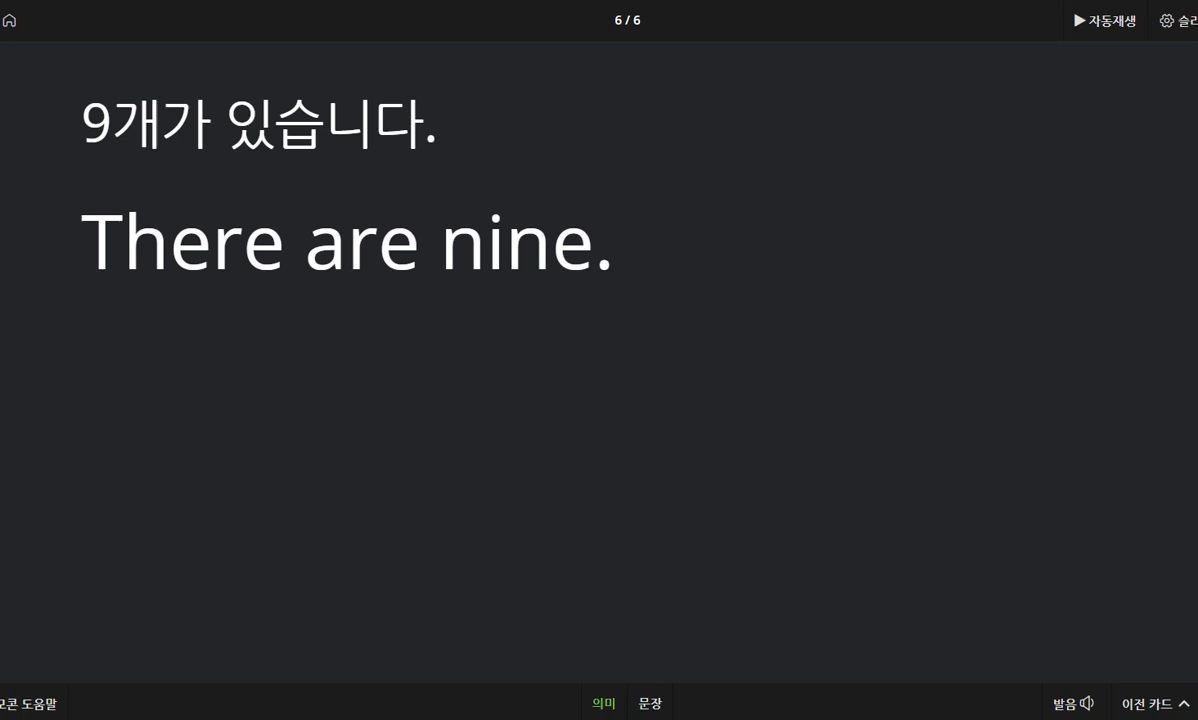 6 / 6
자동재생
9개가 있습니다.
There are nine.
도움말
의미
문장
발음
이전 카드